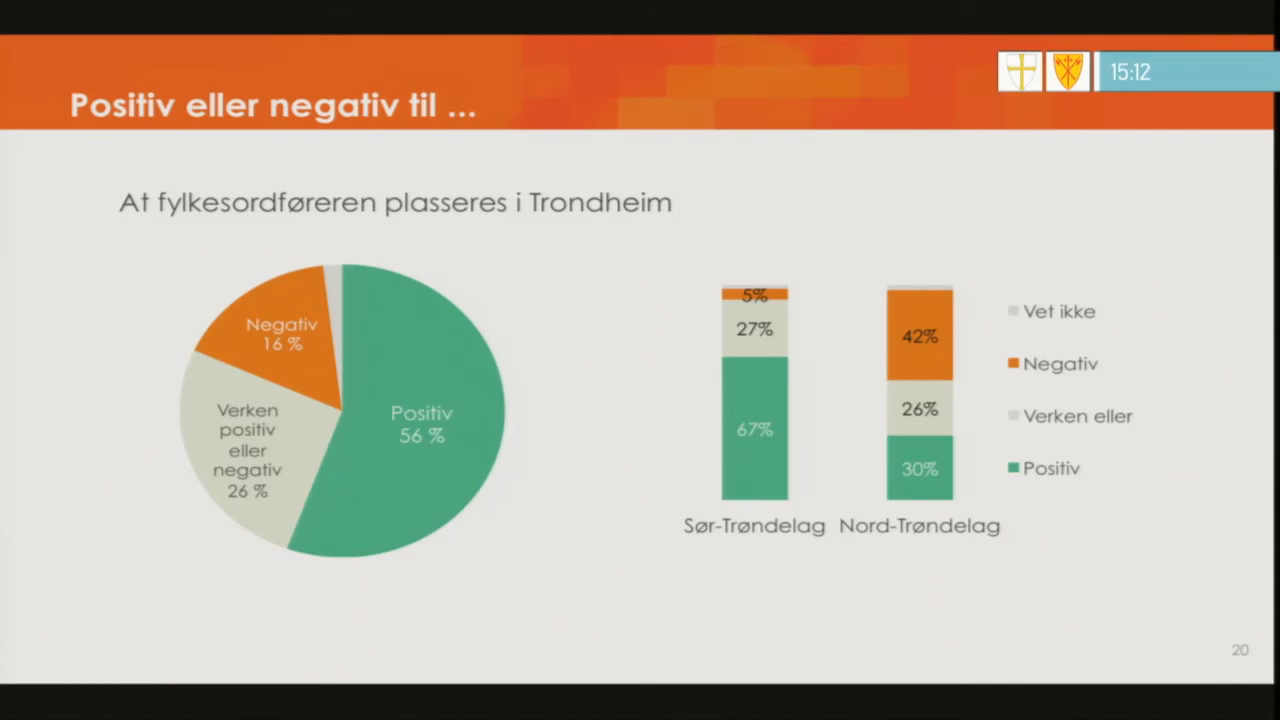 15:12
Positiv eller negativ til ...
At fylkesordføreren plasseres i Trondheim
Negativ
16 %
Verken
positiv
eller
negativ
26 %
Positiv
56 %
5%
27%
67%
42%
26%
30%
Sør-Trøndelag
Nord-Trøndelag
Vet ikke
Negativ
Verken eller
Positiv
20